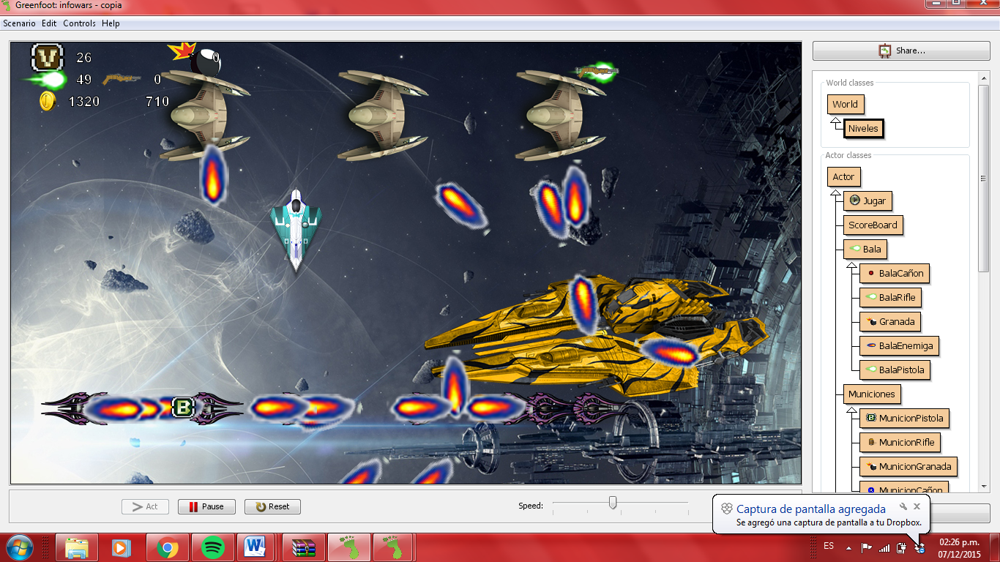 Greenfoot: infowars - copia
Scenario Edit Controls Help
V 26 0
49 0
1320 710
B
Share...
World classes
World
Niveles
Actor classes
Actor
Jugar
ScoreBoard
Bala
BalaCañon
BalaRifle
Granada
BalaEnemiga
BalaPistola
Municiones
B MunicionPistola
MunicionRifle
MunicionGranada
MunicionCañon
Act Pause Reset Speed:
Captura de pantalla agregada
Se agregó una captura de pantalla a tu Dropbox.
W
ES
02:26 p.m.
07/12/2015